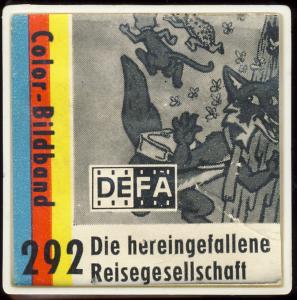 Color-Bildband
DEFA
292 Die hereingefallene
Reisegesellschaft